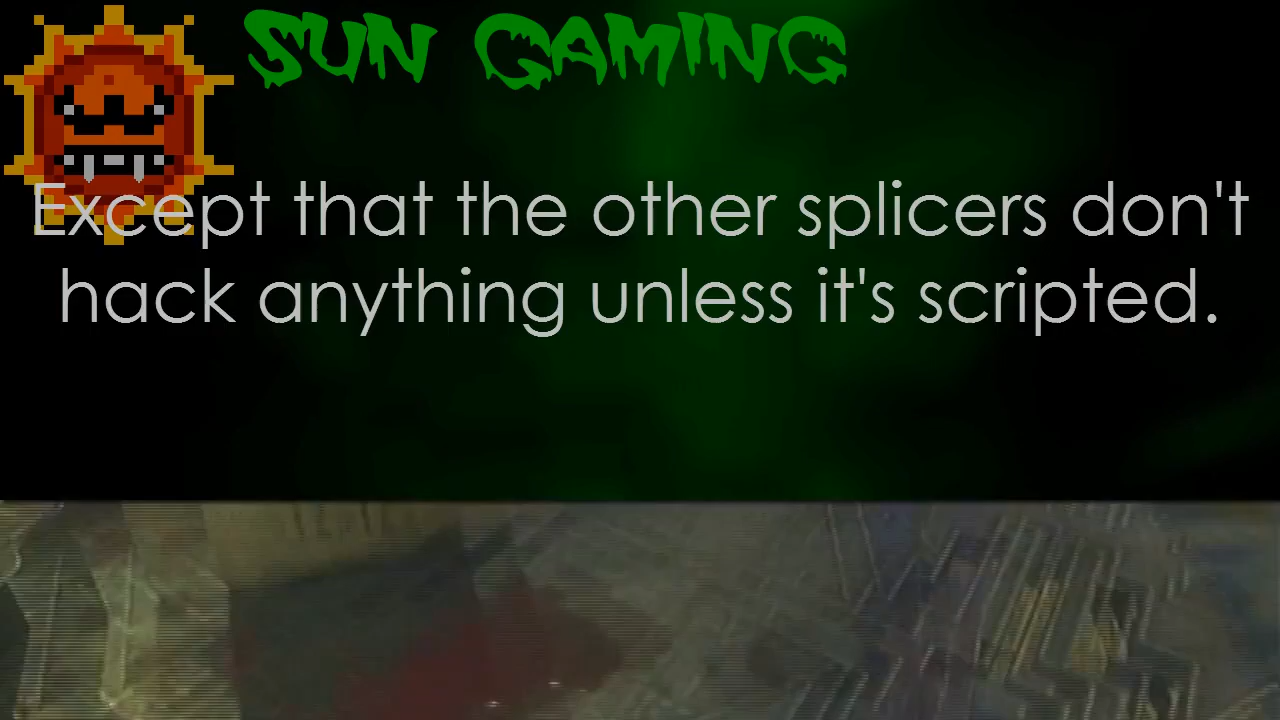 SUN GAMING
Except that the other splicers don't
hack anything unless it's scripted.